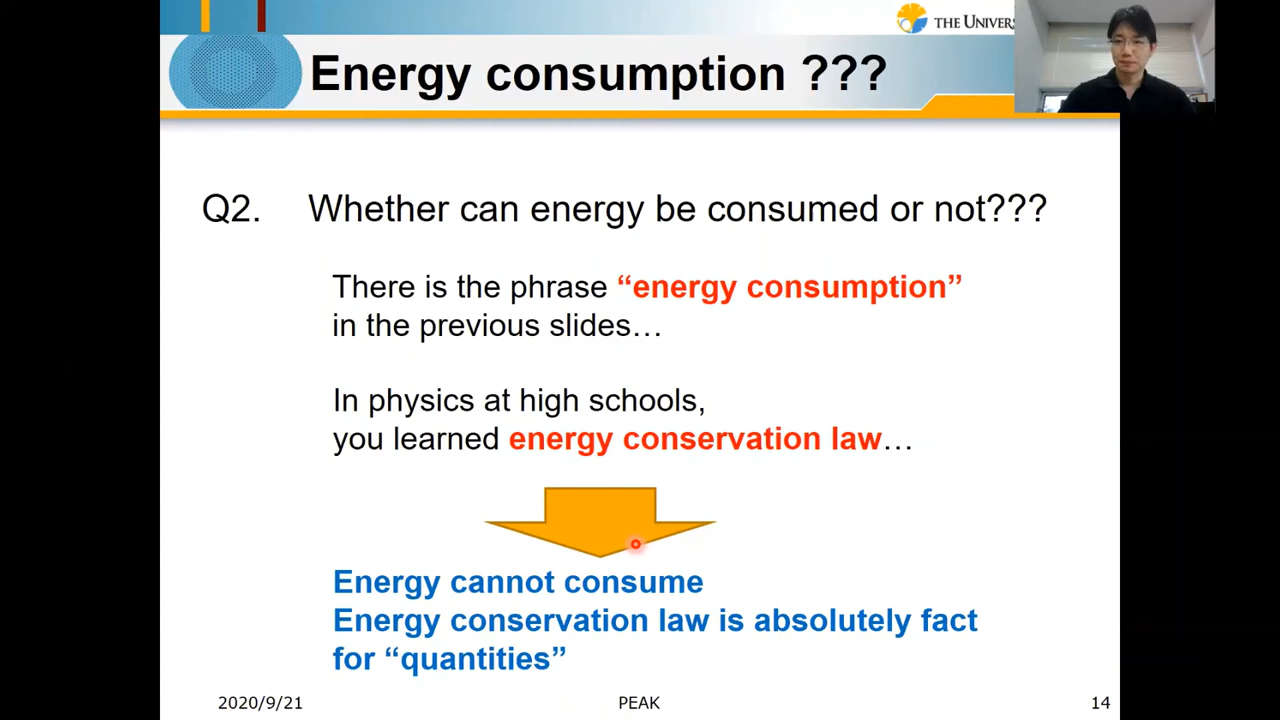 THE UNIVERS
Energy consumption ???
Q2. Whether can energy be consumed or not???
There is the phrase “energy consumption”
in the previous slides…
In physics at high schools,
you learned energy conservation law…
Energy cannot consume
Energy conservation law is absolutely fact
for “quantities”
2020/9/21 PEAK 14